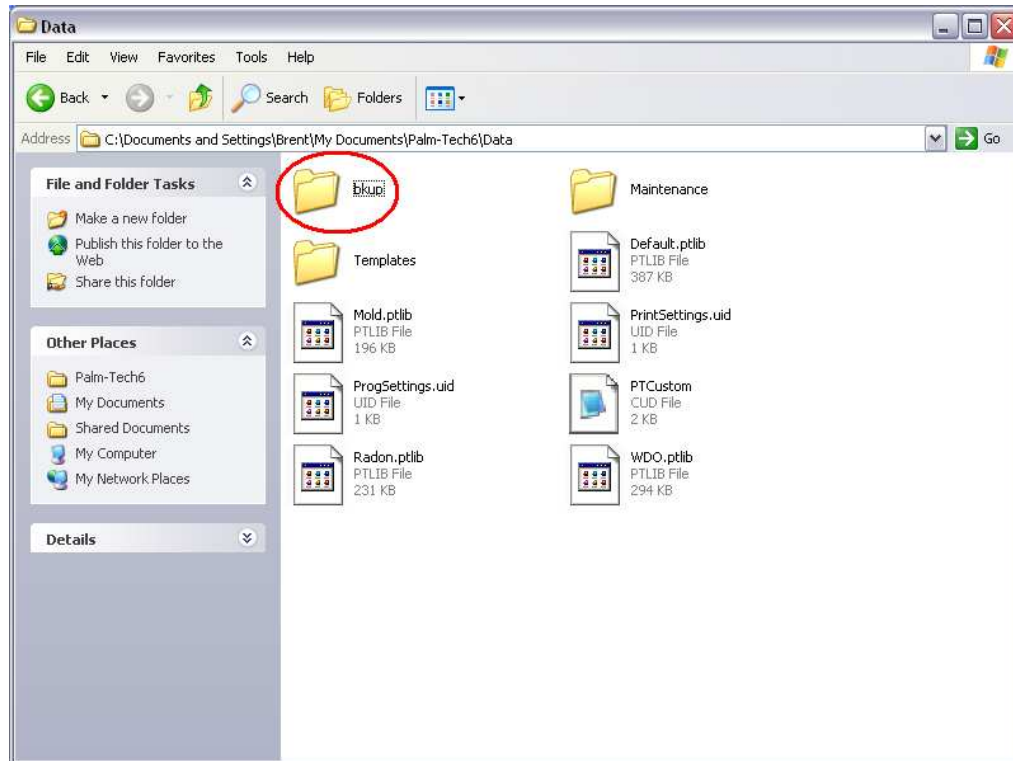 Data
File Edit View Favorites Tools Help
Back Search Folders
Address C:\Documents and Settings\Brent\My Documents\Palm-Tech6\Data Go
File and Folder Tasks
Make a new folder
Publish this folder to the
Web
Share this folder
Other Places
Palm-Tech6
My Documents
Shared Documents
My Computer
My Network Places
Details
bkup
Maintenance
Templates
Default.ptlib
PTLIB File
387 KB
Mold.ptlib
PTLIB File
196 KB
PrintSettings.uid
UID File
1 KB
ProgSettings.uid
UID File
1 KB
PTCustom
CUD File
2 KB
Radon.ptlib
PTLIB File
231 KB
WDO.ptlib
PTLIB File
294 KB